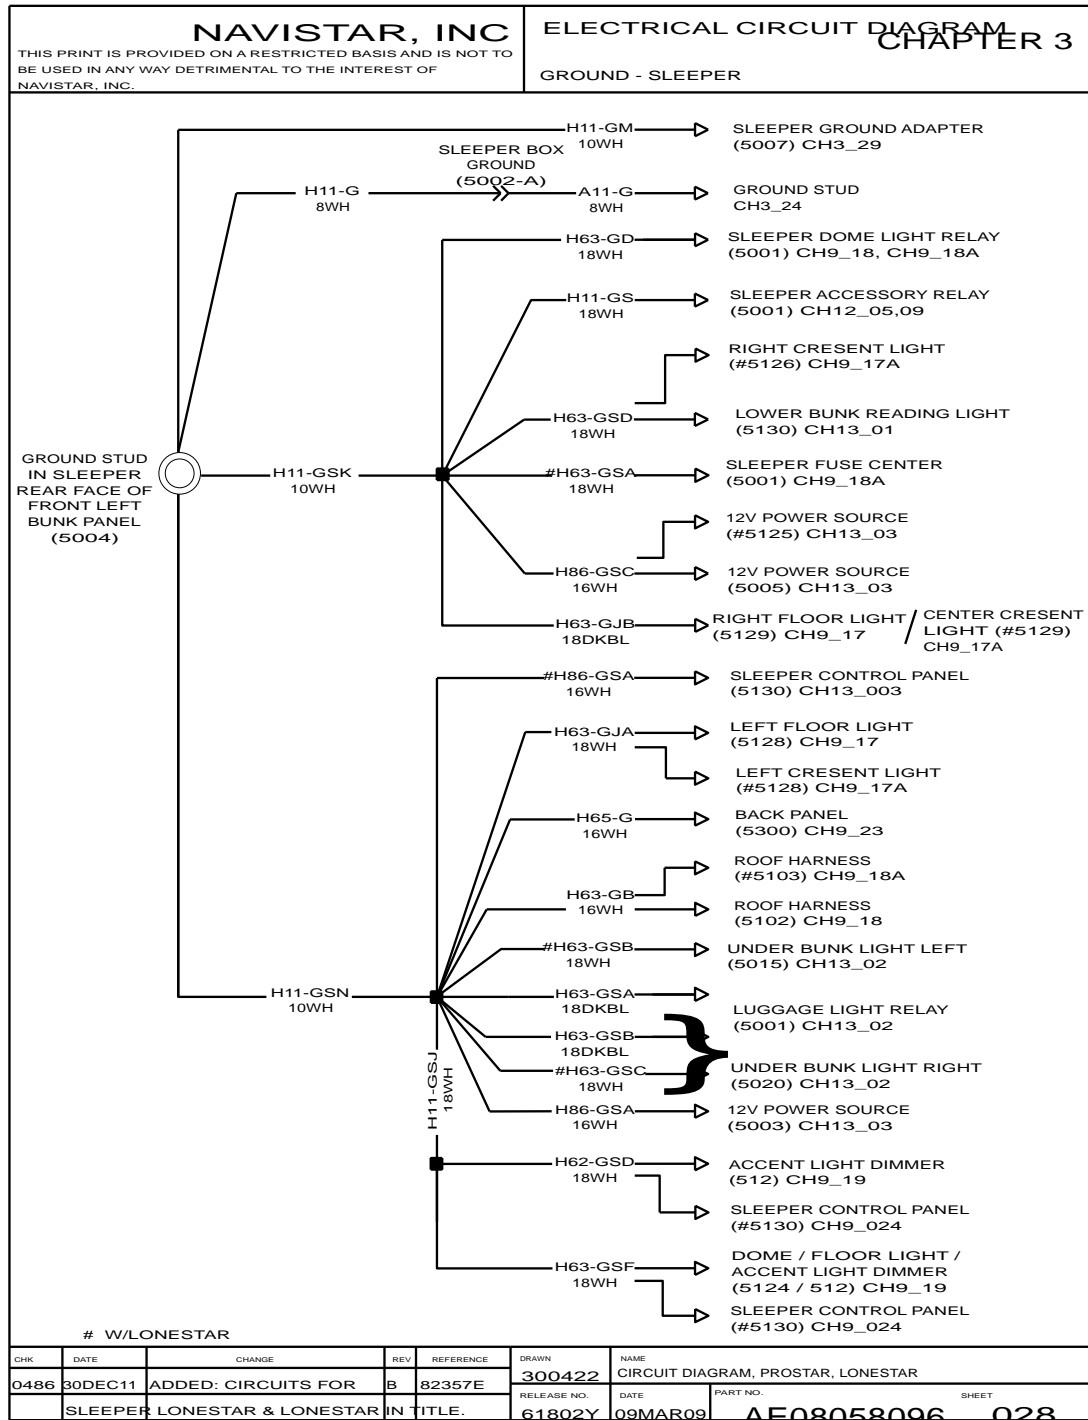 NAVISTAR, INC
THIS PRINT IS PROVIDED ON A RESTRICTED BASIS AND IS NOT TO
BE USED IN ANY WAY DETRIMENTAL TO THE INTEREST OF
NAVISTAR, INC.
ELECTRICAL CIRCUIT DIAGRAM
CHAPTER 3
GROUND - SLEEPER
H11-GM
10WH
SLEEPER GROUND ADAPTER
(5007) CH3_29
SLEEPER BOX
GROUND
(5002-A)
H11-G
8WH
A11-G
8WH
GROUND STUD
CH3_24
H63-GD
18WH
SLEEPER DOME LIGHT RELAY
(5001) CH9_18, CH9_18A
H11-GS
18WH
SLEEPER ACCESSORY RELAY
(5001) CH12_05,09
RIGHT CRESENT LIGHT
(#5126) CH9_17A
H63-GSD
18WH
LOWER BUNK READING LIGHT
(5130) CH13_01
GROUND STUD
IN SLEEPER
REAR FACE OF
FRONT LEFT
BUNK PANEL
(5004)
H11-GSK
10WH
#H63-GSA
18WH
SLEEPER FUSE CENTER
(5001) CH9_18A
12V POWER SOURCE
(#5125) CH13_03
H86-GSC
16WH
12V POWER SOURCE
(5005) CH13_03
H63-GJB
18DKBL
RIGHT FLOOR LIGHT
(5129) CH9_17
/
CENTER CRESENT
LIGHT (#5129)
CH9_17A
#H86-GSA
16WH
SLEEPER CONTROL PANEL
(5130) CH13_003
H63-GJA
18WH
LEFT FLOOR LIGHT
(5128) CH9_17
LEFT CRESENT LIGHT
(#5128) CH9_17A
H65-G
16WH
BACK PANEL
(5300) CH9_23
ROOF HARNESS
(#5103) CH9_18A
H63-GB
16WH
ROOF HARNESS
(5102) CH9_18
#H63-GSB
18WH
UNDER BUNK LIGHT LEFT
(5015) CH13_02
H11-GSN
10WH
H63-GSA
18DKBL
LUGGAGE LIGHT RELAY
(5001) CH13_02
H63-GSB
18DKBL
}
#H63-GSC
18WH
UNDER BUNK LIGHT RIGHT
(5020) CH13_02
H11-GSJ
18WH
H86-GSA
16WH
12V POWER SOURCE
(5003) CH13_03
H62-GSD
18WH
ACCENT LIGHT DIMMER
(512) CH9_19
SLEEPER CONTROL PANEL
(#5130) CH9_024
H63-GSF
18WH
DOME / FLOOR LIGHT /
ACCENT LIGHT DIMMER
(5124 / 512) CH9_19
SLEEPER CONTROL PANEL
(#5130) CH9_024
# W/LONESTAR
CHK DATE CHANGE REV REFERENCE
0486 30DEC11 ADDED: CIRCUITS FOR B 82357E
SLEEPER LONESTAR & LONESTAR IN TITLE.
DRAWN
300422
NAME
CIRCUIT DIAGRAM, PROSTAR, LONESTAR
RELEASE NO.
61802Y
DATE
09MAR09
PART NO.
AE08058096
SHEET
028